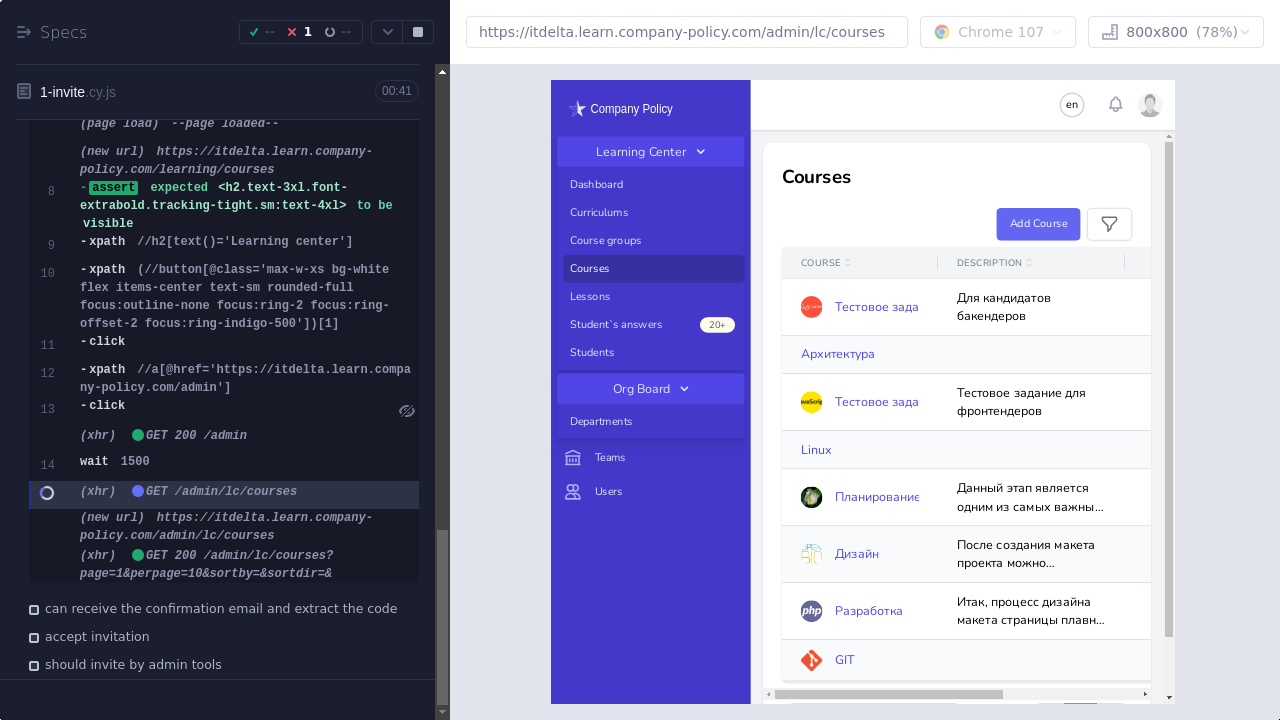 Specs
--
1
--
https://itdelta.learn.company-policy.com/admin/lc/courses
Chrome 107
800x800 (78%)
1-invite.cy.js
00:41
(page load) --page loaded--
(new url) https://itdelta.learn.company-
policy.com/learning/courses
8
-assert expected <h2.text-3xl.font-
extrabold.tracking-tight.sm:text-4xl> to be
visible
9
-xpath //h2[text()='Learning center']
10
-xpath (//button[@class='max-w-xs bg-white
flex items-center text-sm rounded-full
focus:outline-none focus:ring-2 focus:ring-
offset-2 focus:ring-indigo-500'])[1]
11
-click
12
-xpath //a[@href='https://itdelta.learn.compa
ny-policy.com/admin']
13
-click
(xhr) GET 200 /admin
14
wait 1500
(xhr) GET /admin/lc/courses
(new url) https://itdelta.learn.company-
policy.com/admin/lc/courses
(xhr) GET 200 /admin/lc/courses?
page=1&perpage=10&sortby=&sortdir=&
can receive the confirmation email and extract the code
accept invitation
should invite by admin tools
Company Policy
Learning Center
Dashboard
Curriculums
Course groups
Courses
Lessons
Student`s answers
20+
Students
Org Board
Departments
Teams
Users
en
Courses
Add Course
COURSE
DESCRIPTION
Тестовое зада
Для кандидатов
бакендеров
Архитектура
Тестовое зада
Тестовое задание для
фронтендеров
Linux
Планирование
Данный этап является
одним из самых важны...
Дизайн
После создания макета
проекта можно...
php
Разработка
Итак, процесс дизайна
макета страницы плавн...
GIT